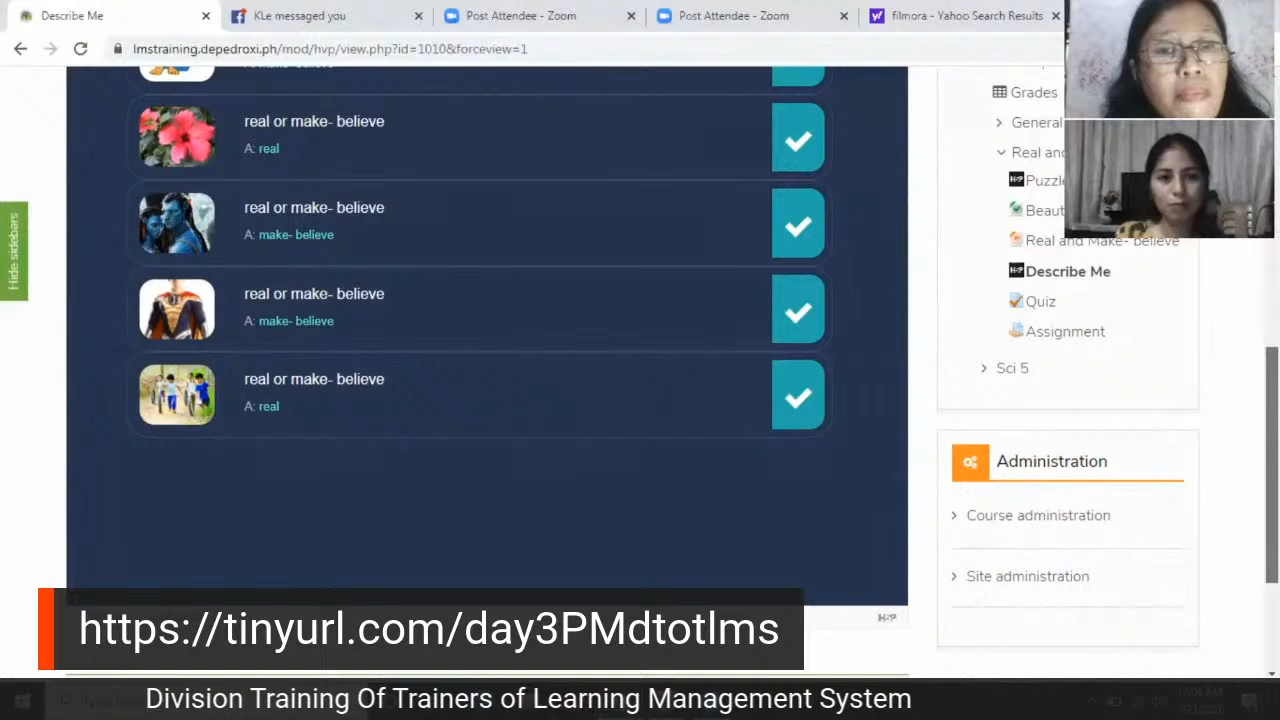 Describe Me
KLe messaged you
Post Attendee - Zoom
Post Attendee - Zoom
filmora - Yahoo Search Results
lmstraining.depedroxi.ph/mod/hvp/view.php?id=1010&forceview=1
real or make- believe
A: real
real or make- believe
A: make- believe
real or make- believe
A: make- believe
real or make- believe
A: real
Hide sidebars
Grades
General
Real and
H-P
Real and Make- believe
H-P Describe Me
Quiz
Assignment
Sci 5
Administration
Course administration
Site administration
H-P
https://tinyurl.com/day3PMdtotlms
Division Training Of Trainers of Learning Management System